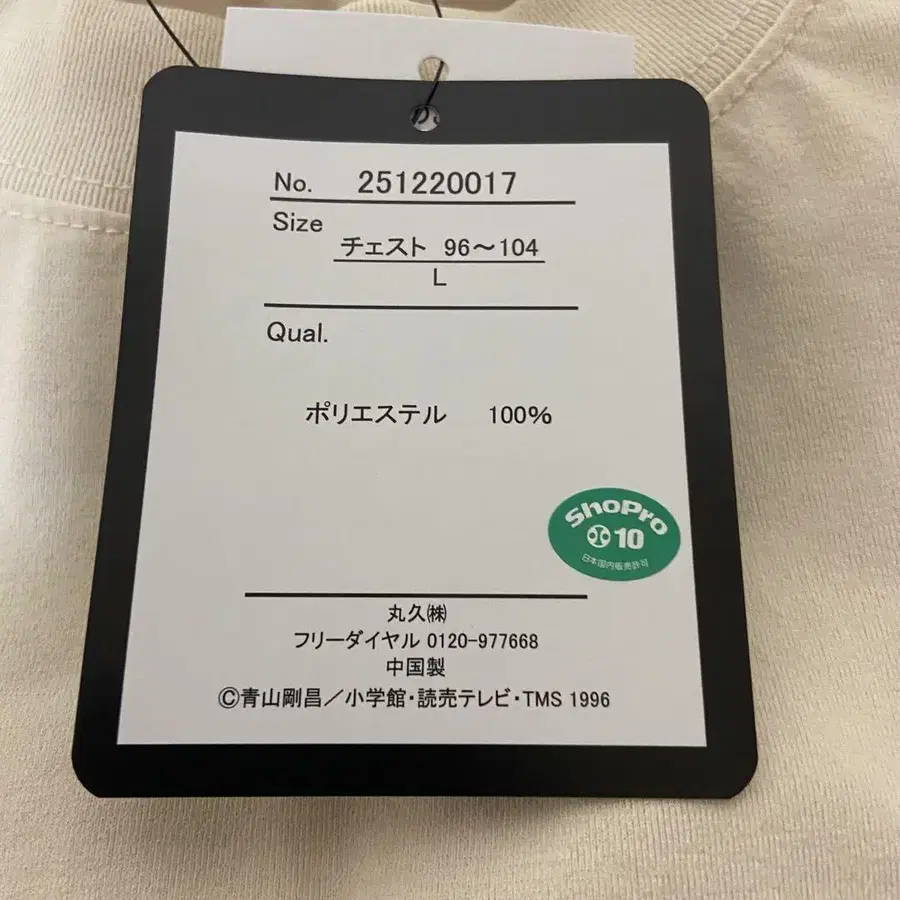 No. 251220017
Size
チェスト 96～104
L
Qual.
ポリエステル 100%
ShoPro
10
日本国内販売許可
丸久㈱
フリーダイヤル 0120-977668
中国製
©青山剛昌／小学館・読売テレビ・TMS 1996